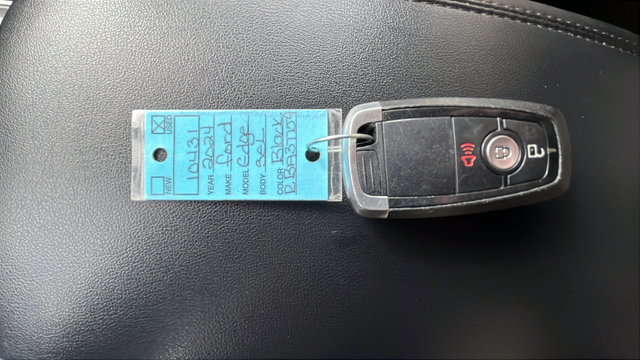 NEW USED
10431
YEAR 2024
MAKE Ford
MODEL Edge
BODY SEL
COLOR Black